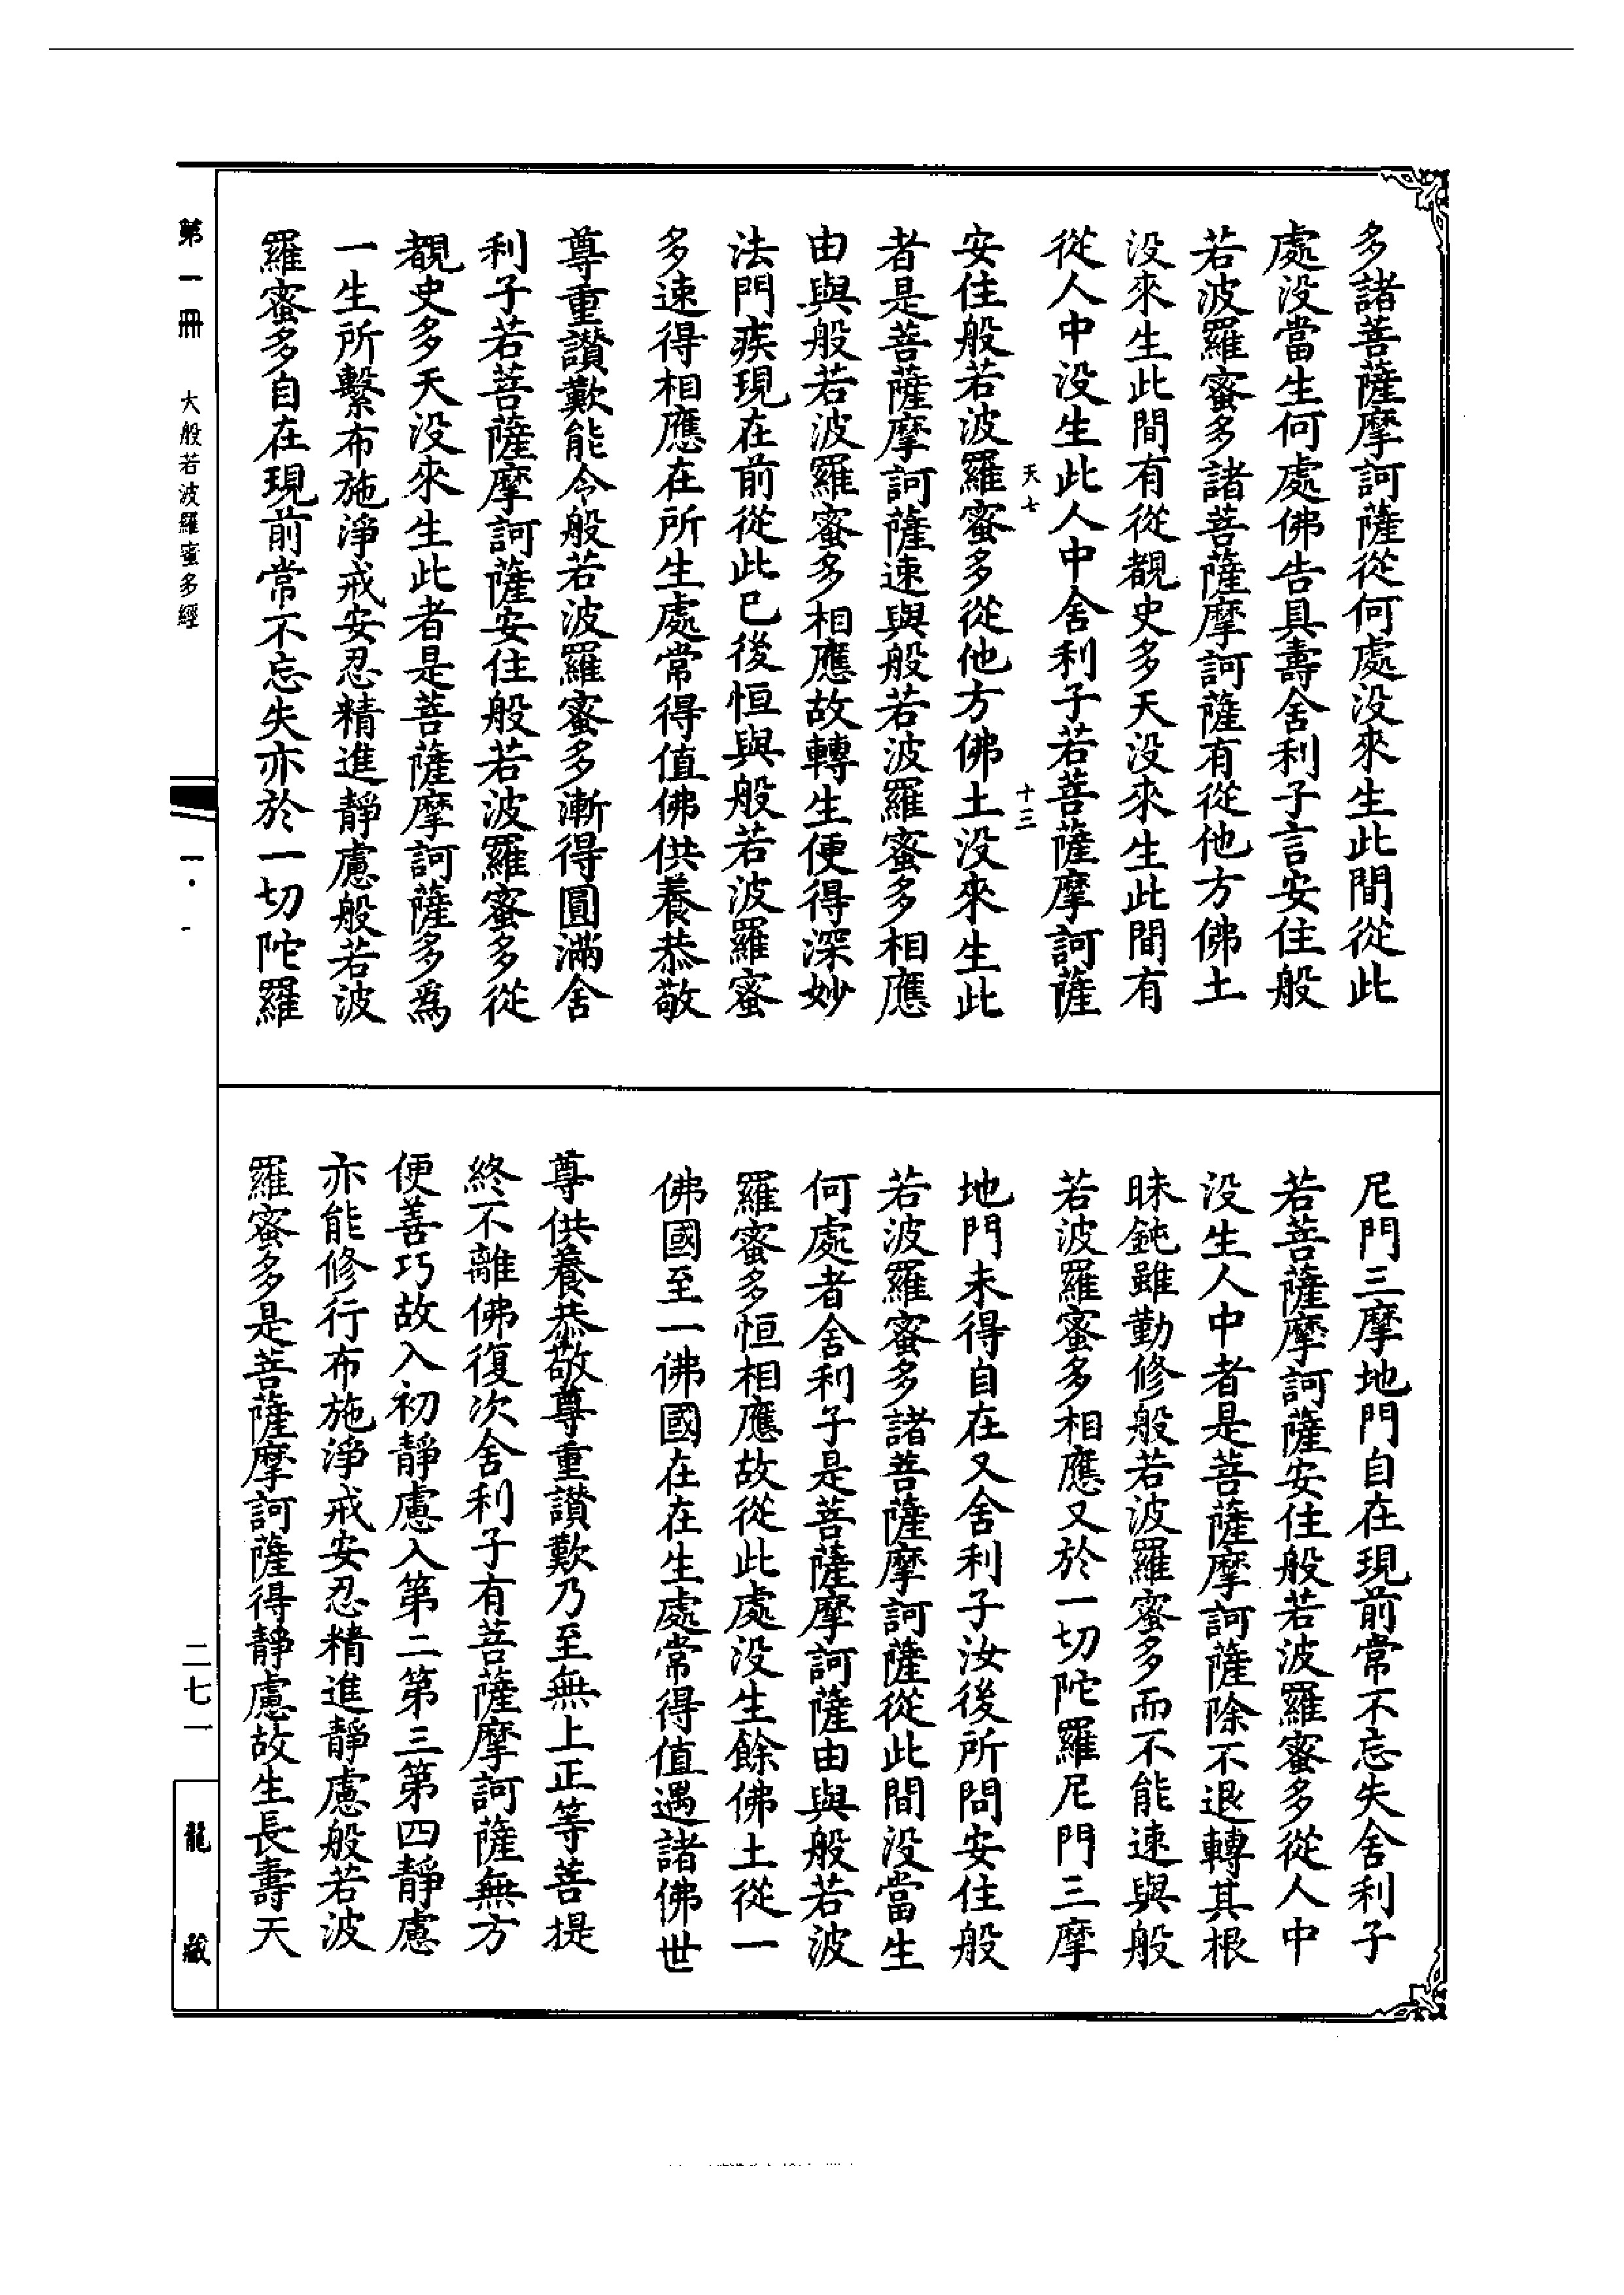 多諸菩薩摩訶薩從何處没來生此間從此
處没當生何處佛告具壽舍利子言安住般
若波羅蜜多諸菩薩摩訶薩有從他方佛土
没來生此間有從覩史多天没來生此間有
從人中没生此人中舍利子若菩薩摩訶薩
天七
十三
安住般若波羅蜜多從他方佛土没來生此
者是菩薩摩訶薩速與般若波羅蜜多相應
由與般若波羅蜜多相應故轉生便得深妙
法門疾現在前從此已後恒與般若波羅蜜
多速得相應在所生處常得值佛供養恭敬
尊重讚歎能令般若波羅蜜多漸得圓滿舍
利子若菩薩摩訶薩安住般若波羅蜜多從
覩史多天没來生此者是菩薩摩訶薩多為
一生所繫布施淨戒安忍精進靜慮般若波
羅蜜多自在現前常不忘失亦於一切陀羅
尼門三摩地門自在現前常不忘失舍利子
若菩薩摩訶薩安住般若波羅蜜多從人中
没生人中者是菩薩摩訶薩除不退轉其根
昧鈍雖勤修般若波羅蜜多而不能速與般
若波羅蜜多相應又於一切陀羅尼門三摩
地門未得自在又舍利子汝後所問安住般
若波羅蜜多諸菩薩摩訶薩從此間没當生
何處者舍利子是菩薩摩訶薩由與般若波
羅蜜多恒相應故從此處没生餘佛土從一
佛國至一佛國在在生處常得值遇諸佛世
尊供養恭敬尊重讚歎乃至無上正等菩提
終不離佛復次舍利子有菩薩摩訶薩無方
便善巧故入初靜慮入第二第三第四靜慮
亦能修行布施淨戒安忍精進靜慮般若波
羅蜜多是菩薩摩訶薩得靜慮故生長壽天
第一冊
大般若波羅蜜多經
二七一
龍藏